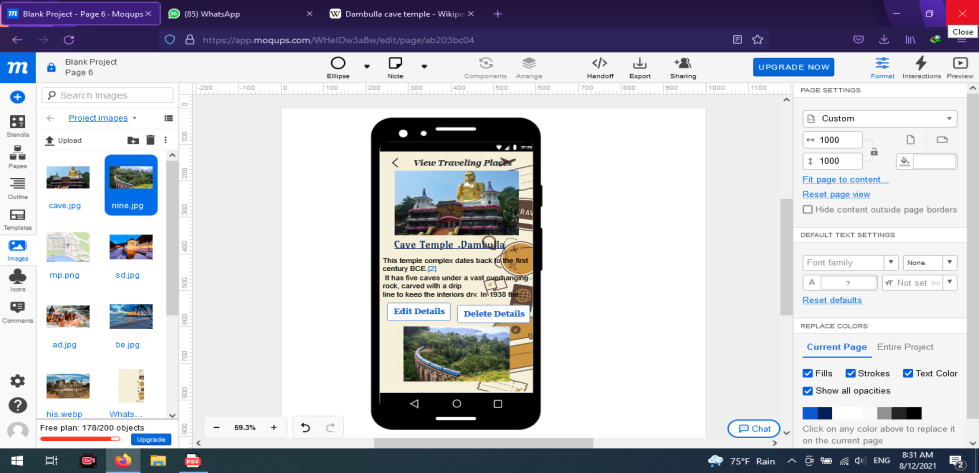 Blank Project - Page 6 · Moqups
(85) WhatsApp
Dambulla cave temple - Wikipe
Close
https://app.moqups.com/WHeIDw3aBw/edit/page/ab203bc04
m
Blank Project
Page 6
Ellipse
Note
Components
Arrange
Handoff
Export
Sharing
UPGRADE NOW
Format
Interactions
Preview
Stencils
Pages
Outline
Templates
Images
Icons
Comments
Search Images
Project images
Upload
cave.jpg
nine.jpg
mp.png
sd.jpg
ad.jpg
be.jpg
his.webp
Whats...
Free plan: 178/200 objects
Upgrade
-200 -100 0 100 200 300 400 500 600 700 800 900 1000 1100
0
100
200
300
400
500
600
700
800
900
View Traveling Places
Cave Temple ,Dambulla
This temple complex dates back to the first
century BCE.[2]
It has five caves under a vast overhanging
rock, carved with a drip
line to keep the interiors dry. In 1938 the
Edit Details
Delete Details
59.3%
Chat
PAGE SETTINGS
Custom
1000
1000
Fit page to content...
Reset page view
Hide content outside page borders
DEFAULT TEXT SETTINGS
Font family
None
A
?
Not set PX
Reset defaults
REPLACE COLORS
Current Page
Entire Project
Fills
Strokes
Text Color
Show all opacities
Click on any color above to replace it
on the current page
75°F Rain
ENG
8:31 AM
8/12/2021